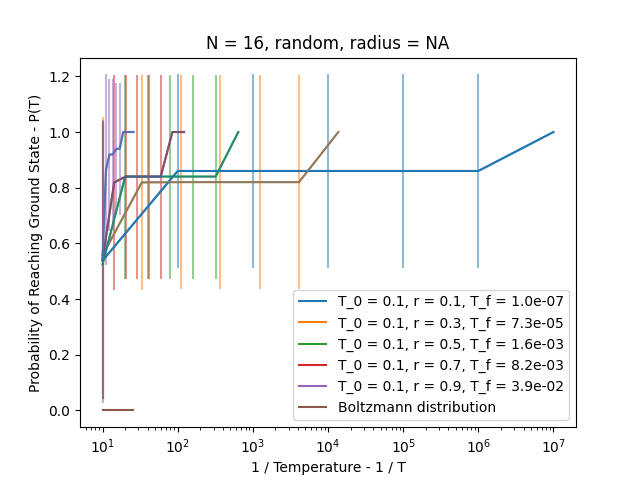 N = 16, random, radius = NA
Probability of Reaching Ground State - P(T)
1.2
1.0
0.8
0.6
0.4
0.2
0.0
T_0 = 0.1, r = 0.1, T_f = 1.0e-07
T_0 = 0.1, r = 0.3, T_f = 7.3e-05
T_0 = 0.1, r = 0.5, T_f = 1.6e-03
T_0 = 0.1, r = 0.7, T_f = 8.2e-03
T_0 = 0.1, r = 0.9, T_f = 3.9e-02
Boltzmann distribution
10¹ 10² 10³ 10⁴ 10⁵ 10⁶ 10⁷
1 / Temperature - 1 / T